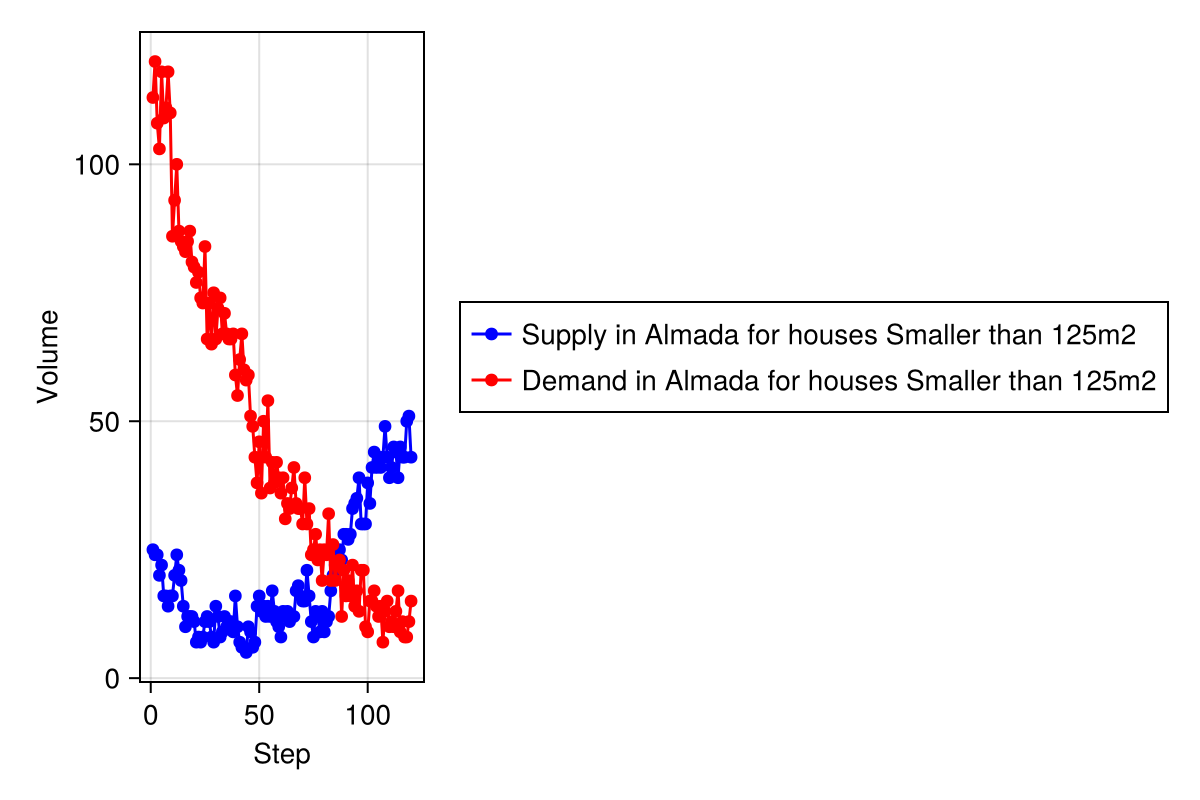 100
50
0
Volume
0 50 100
Step
Supply in Almada for houses Smaller than 125m2
Demand in Almada for houses Smaller than 125m2